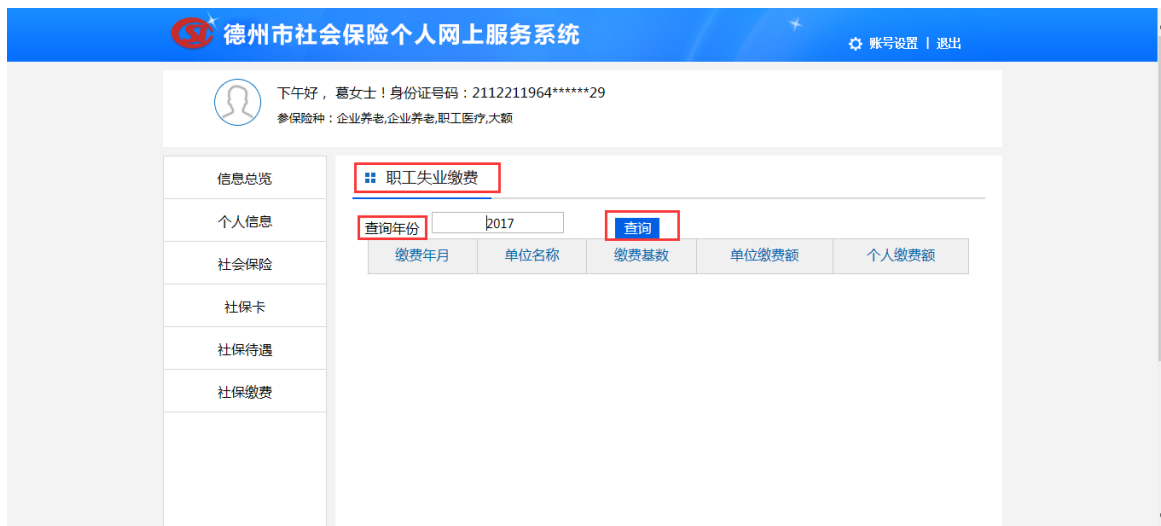 德州市社会保险个人网上服务系统
账号设置 | 退出
下午好，葛女士！身份证号码：2112211964******29
参保险种：企业养老,企业养老,职工医疗,大额
信息总览
个人信息
社会保险
社保卡
社保待遇
社保缴费
职工失业缴费
查询年份 2017 查询
缴费年月 单位名称 缴费基数 单位缴费额 个人缴费额